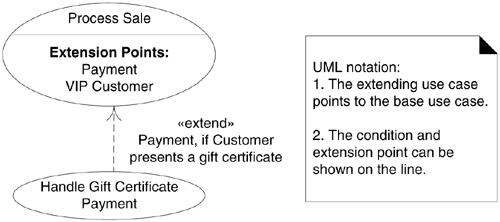 Process Sale
Extension Points:
Payment
VIP Customer
«extend»
Payment, if Customer
presents a gift certificate
Handle Gift Certificate
Payment
UML notation:
1. The extending use case
points to the base use case.
2. The condition and
extension point can be
shown on the line.